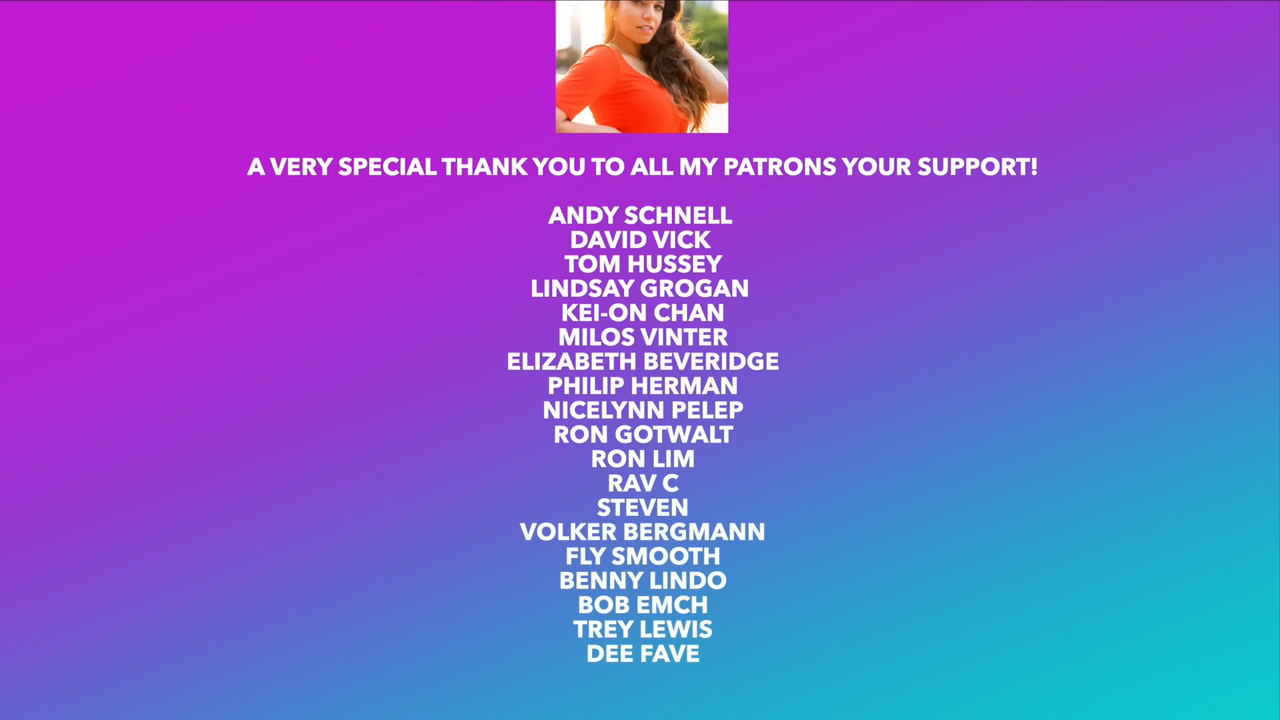 A VERY SPECIAL THANK YOU TO ALL MY PATRONS YOUR SUPPORT!
ANDY SCHNELL
DAVID VICK
TOM HUSSEY
LINDSAY GROGAN
KEI-ON CHAN
MILOS VINTER
ELIZABETH BEVERIDGE
PHILIP HERMAN
NICELYNN PELEP
RON GOTWALT
RON LIM
RAV C
STEVEN
VOLKER BERGMANN
FLY SMOOTH
BENNY LINDO
BOB EMCH
TREY LEWIS
DEE FAVE